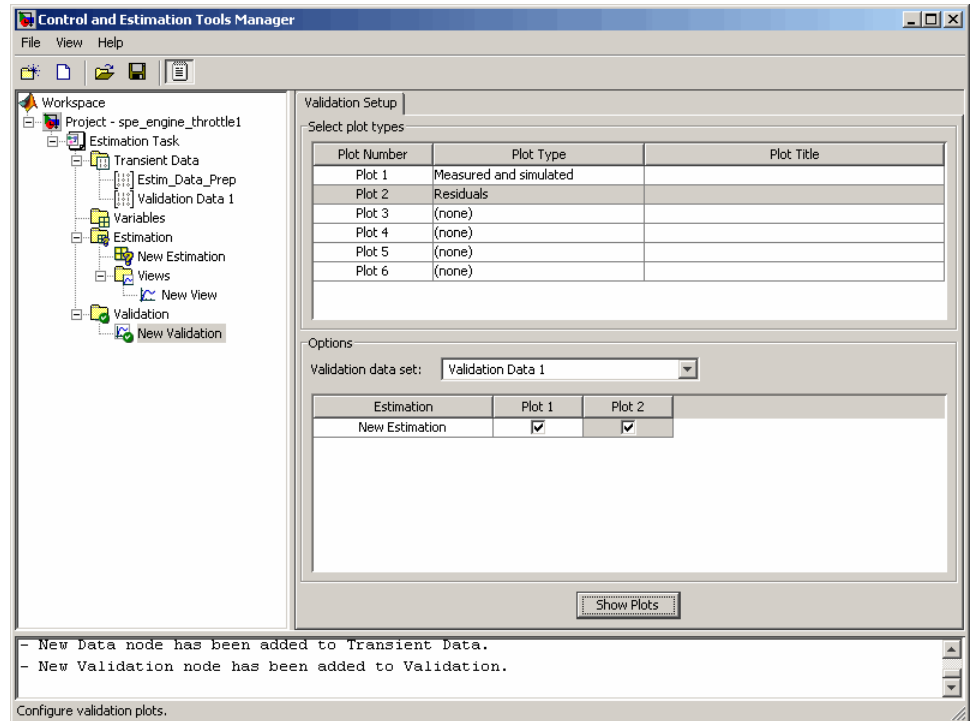 Control and Estimation Tools Manager
File View Help
Workspace
Project - spe_engine_throttle1
Estimation Task
Transient Data
Estim_Data_Prep
Validation Data 1
Variables
Estimation
New Estimation
Views
New View
Validation
New Validation
Validation Setup
Select plot types
Plot Number Plot Type Plot Title
Plot 1 Measured and simulated
Plot 2 Residuals
Plot 3 (none)
Plot 4 (none)
Plot 5 (none)
Plot 6 (none)
Options
Validation data set: Validation Data 1
Estimation Plot 1 Plot 2
New Estimation
Show Plots
- New Data node has been added to Transient Data.
- New Validation node has been added to Validation.
Configure validation plots.